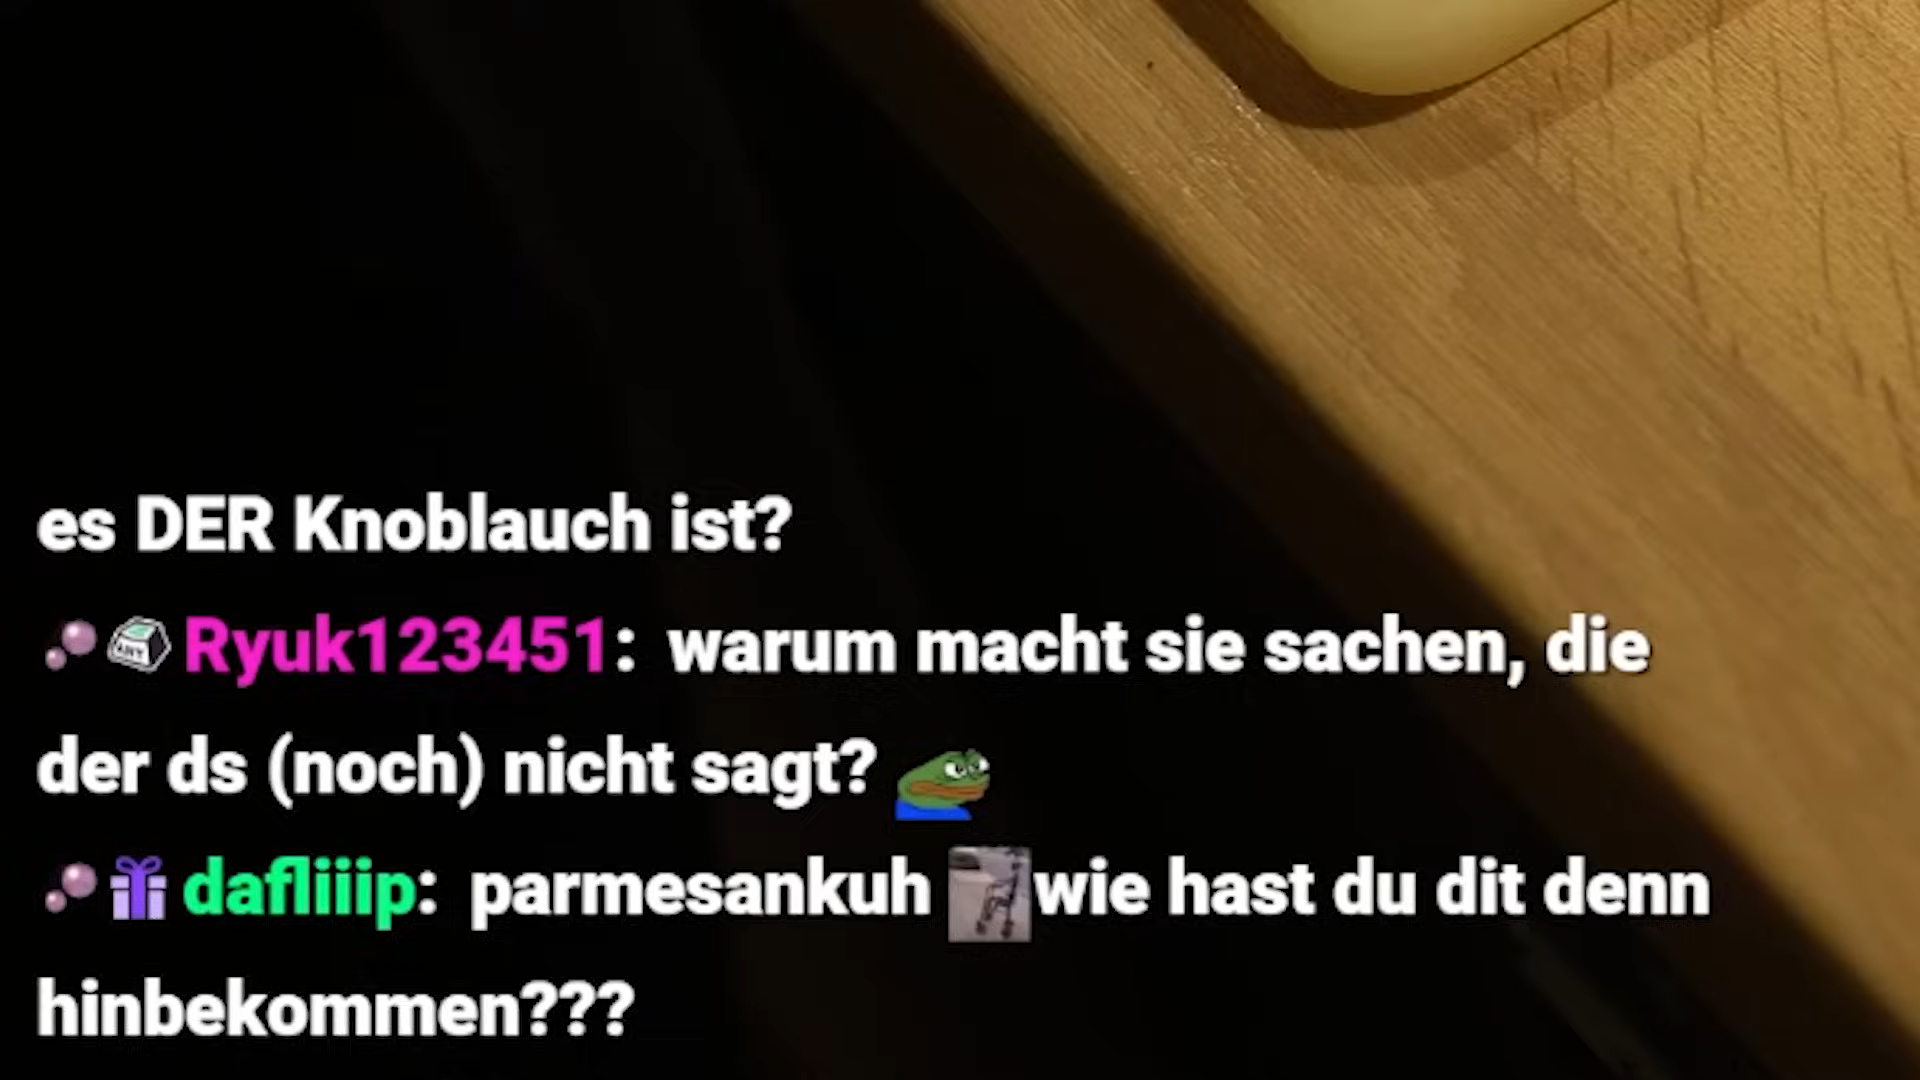 es DER Knoblauch ist?
Ryuk123451: warum macht sie sachen, die
der ds (noch) nicht sagt?
dafliiip: parmesankuh wie hast du dit denn
hinbekommen???